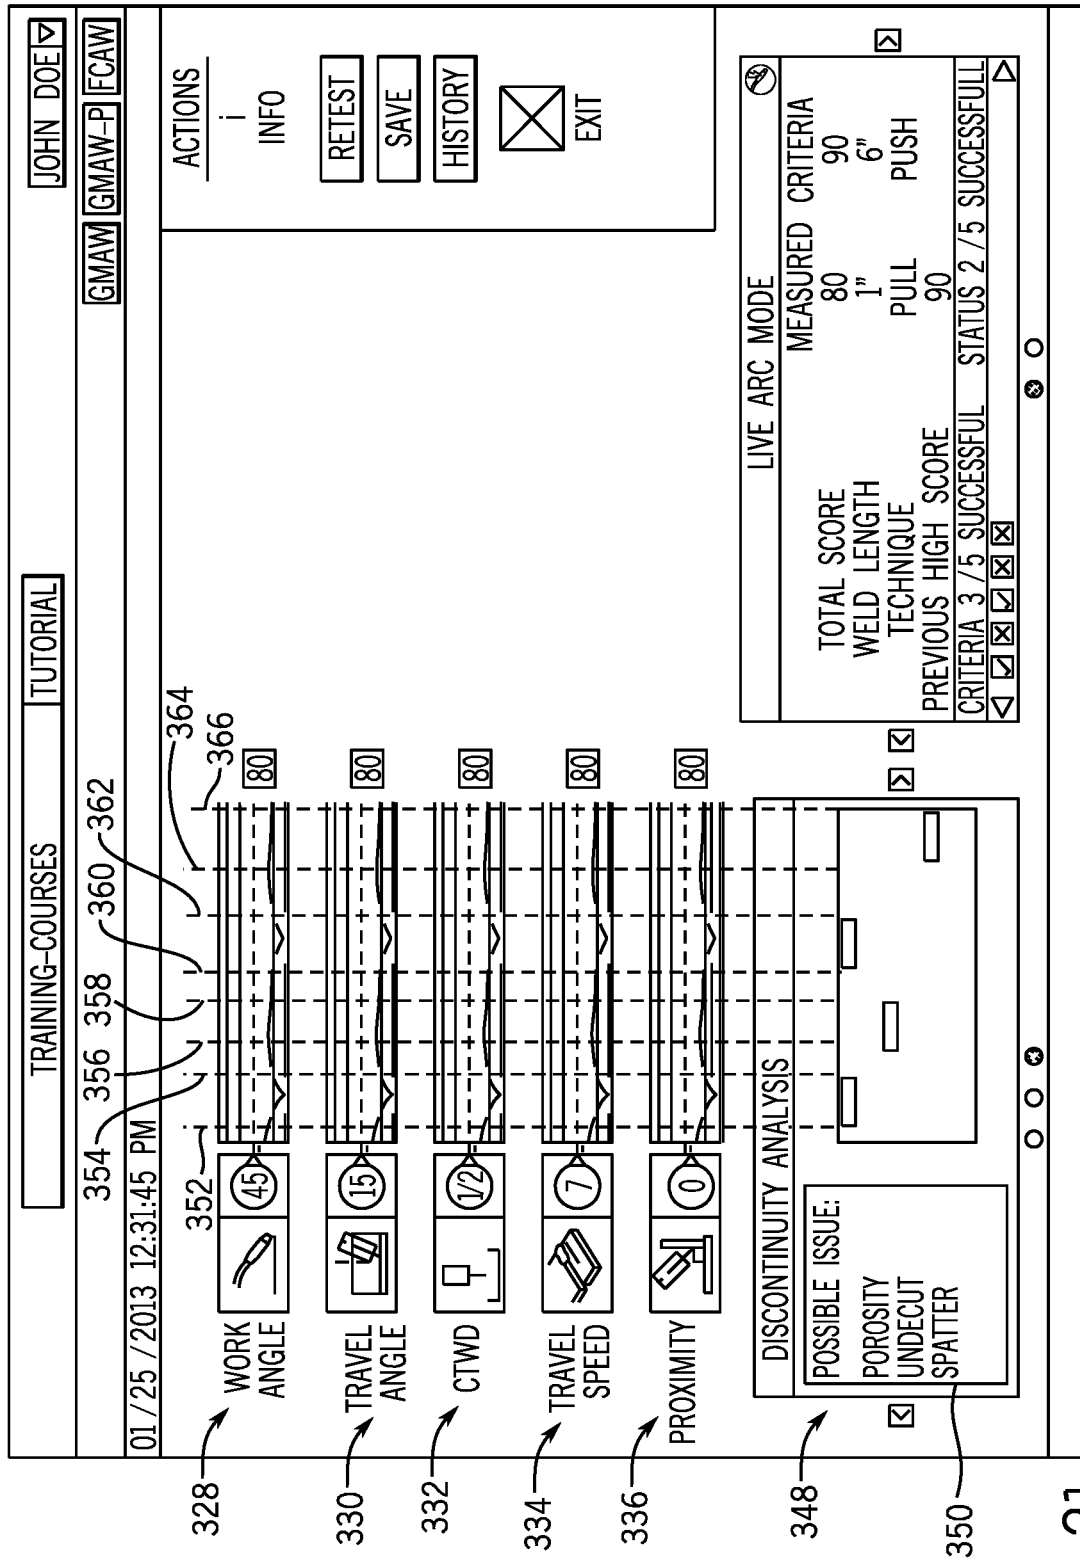 TRAINING-COURSES TUTORIAL JOHN DOE
GMAW GMAW-P FCAW
01/25/2013 12:31:45 PM
354 356 358 360 362
352 364
366
328 WORK ANGLE 45 80
330 TRAVEL ANGLE 15 80
332 CTWD 1/2 80
334 TRAVEL SPEED 7 80
336 PROXIMITY 0 80
ACTIONS
i
INFO
RETEST
SAVE
HISTORY
EXIT
348
DISCONTINUITY ANALYSIS
POSSIBLE ISSUE:
POROSITY
UNDECUT
SPATTER
350
LIVE ARC MODE
MEASURED CRITERIA
TOTAL SCORE 80 90
WELD LENGTH 1" 6"
TECHNIQUE PULL PUSH
PREVIOUS HIGH SCORE 90
CRITERIA 3 /5 SUCCESSFUL STATUS 2 /5 SUCCESSFULL